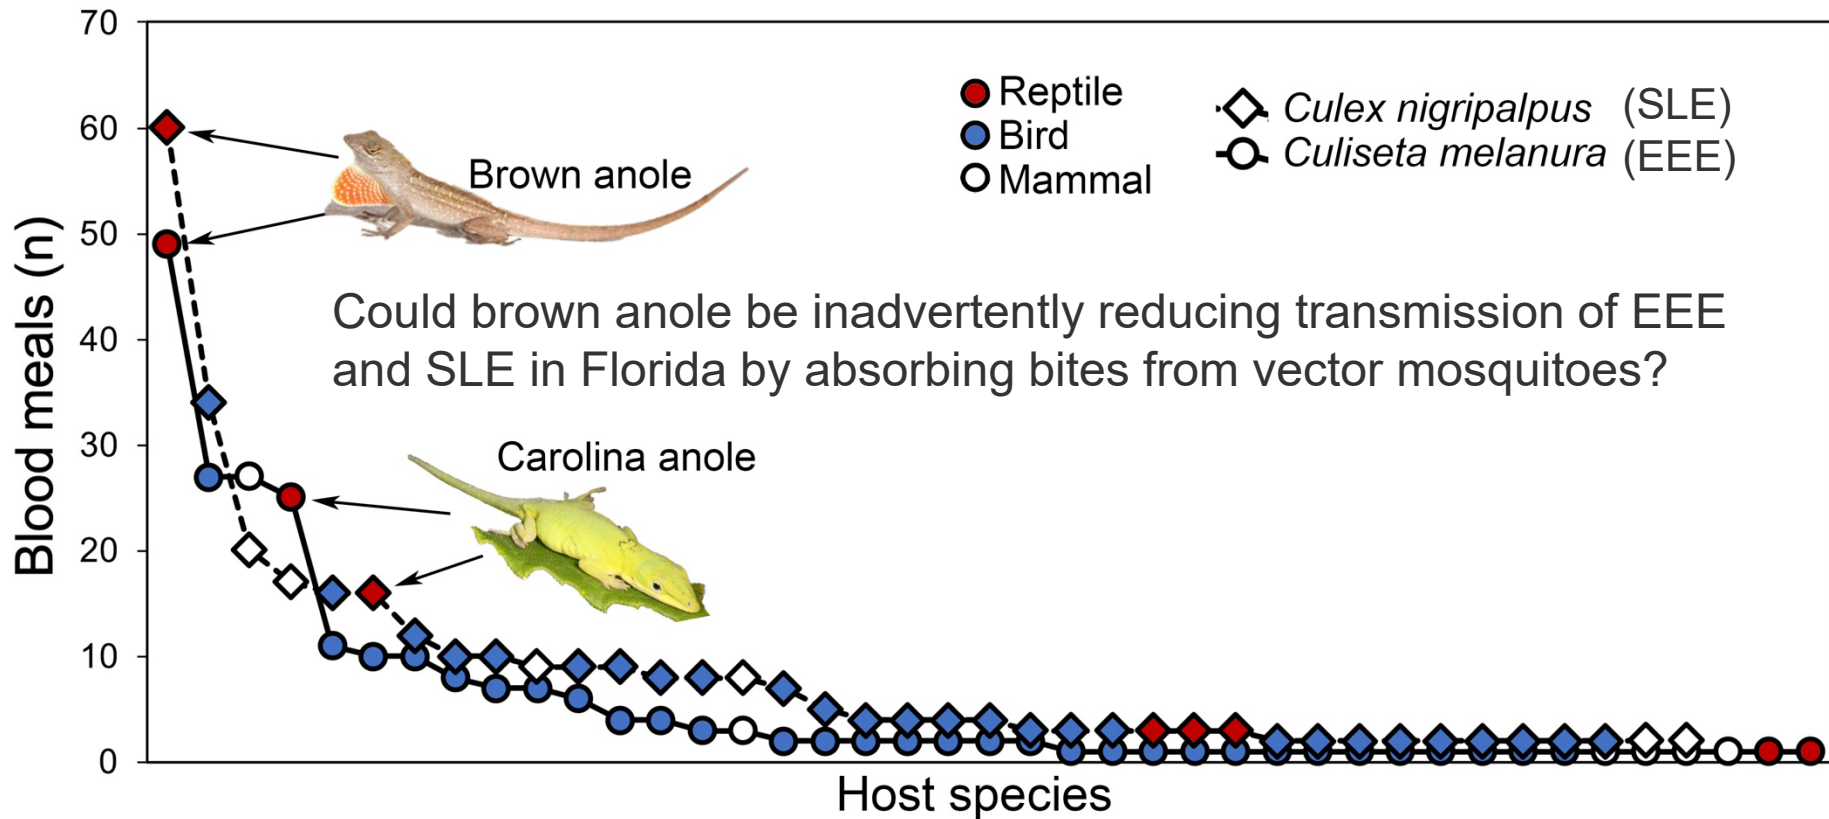 70
60
50
40
30
20
10
0
Blood meals (n)
Host species
Reptile
Bird
Mammal
Culex nigripalpus (SLE)
Culiseta melanura (EEE)
Brown anole
Could brown anole be inadvertently reducing transmission of EEE
and SLE in Florida by absorbing bites from vector mosquitoes?
Carolina anole